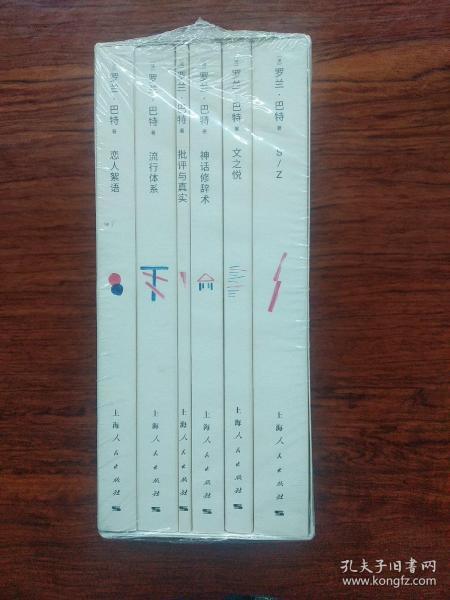 [法] 罗兰·巴特 著 恋人絮语
上海人民出版社
[法] 罗兰·巴特 著 流行体系
上海人民出版社
[法] 罗兰·巴特 著 批评与真实
上海人民出版社
[法] 罗兰·巴特 著 神话修辞术
上海人民出版社
[法] 罗兰·巴特 著 文之悦
上海人民出版社
[法] 罗兰·巴特 著 S/Z
上海人民出版社
孔夫子旧书网
www.kongfz.com